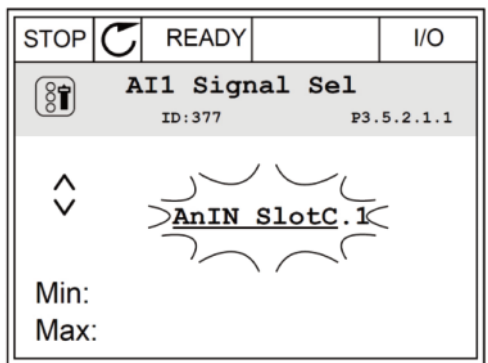 STOP READY I/O
AI1 Signal Sel
ID:377 P3.5.2.1.1
AnIN SlotC.1
Min:
Max: